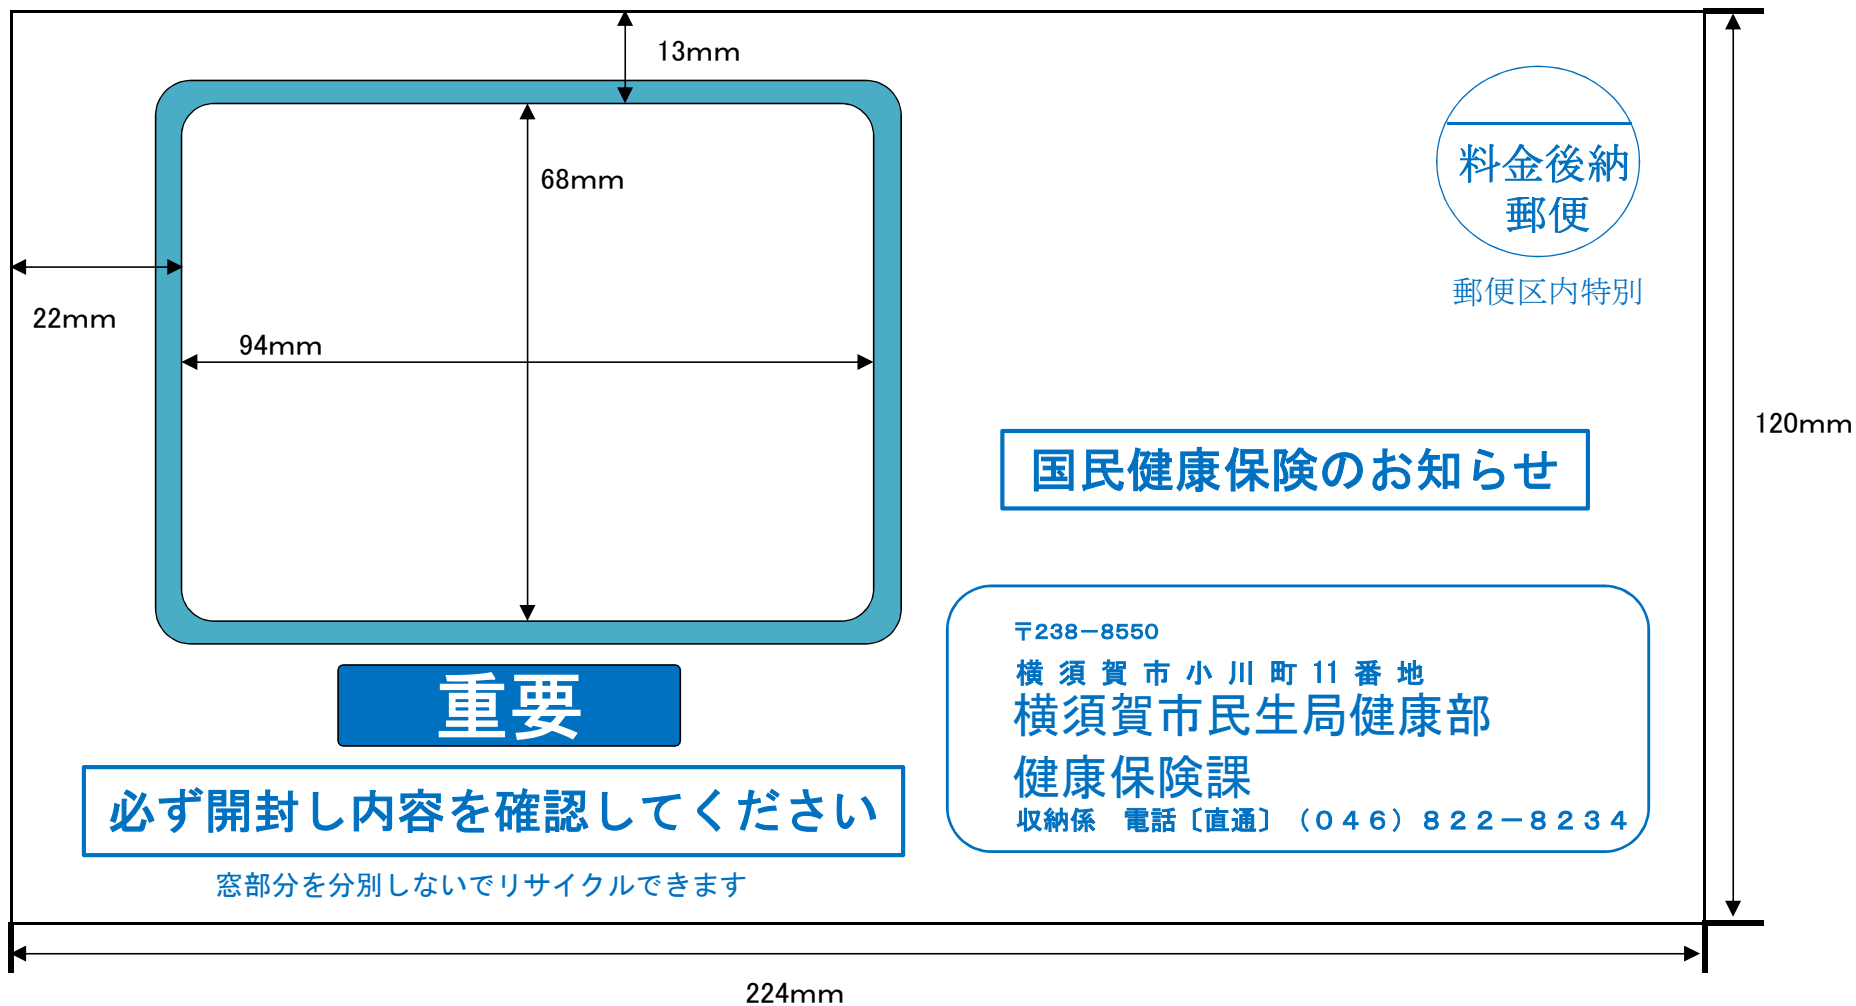 13mm
料金後納
郵便
68mm
郵便区内特別
22mm
94mm
120mm
国民健康保険のお知らせ
〒238－8550
横須賀市小川町11番地
横須賀市民生局健康部
健康保険課
収納係　電話〔直通〕（０４６）８２２－８２３４
重要
必ず開封し内容を確認してください
窓部分を分別しないでリサイクルできます
224mm